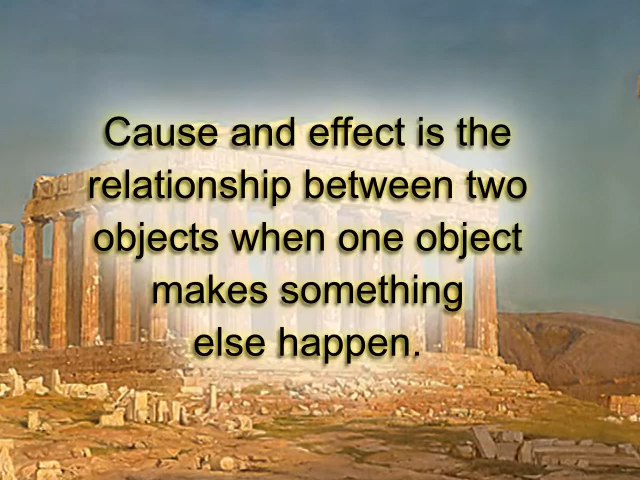 Cause and effect is the
relationship between two
objects when one object
makes something
else happen.